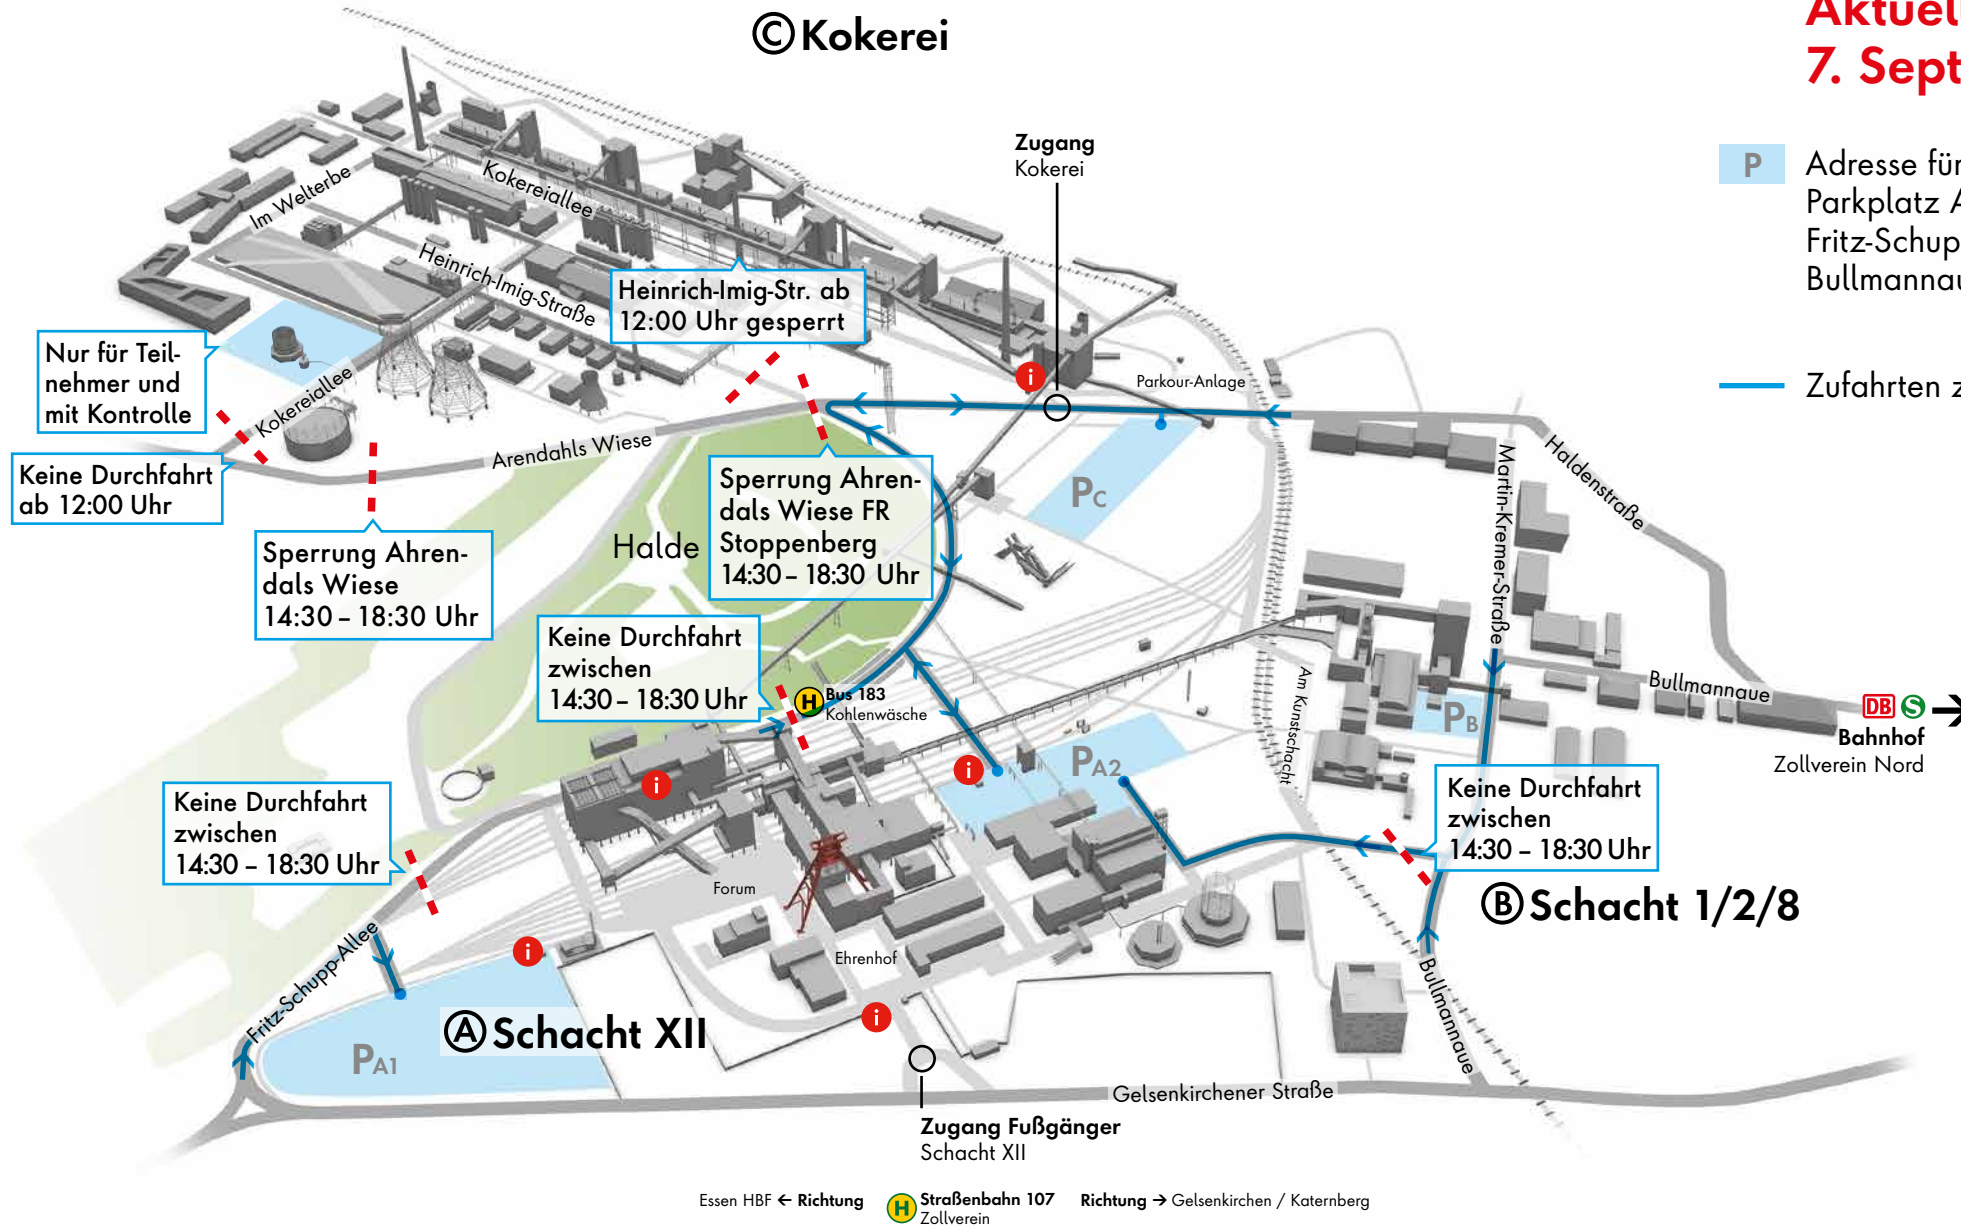 © Kokerei
Aktuell
7. Sept
P
Adresse für
Parkplatz A
Fritz-Schup
Bullmannau
Zufahrten z
Zugang
Kokerei
Im Welterbe
Kokereiallee
Heinrich-Imig-Straße
Heinrich-Imig-Str. ab
12:00 Uhr gesperrt
Nur für Teil-
nehmer und
mit Kontrolle
Kokereiallee
Parkour-Anlage
i
Keine Durchfahrt
ab 12:00 Uhr
Arendahls Wiese
Haldenstraße
Martin-Kremer-Straße
PC
Sperrung Ahren-
dals Wiese FR
Stoppenberg
14:30 – 18:30 Uhr
Halde
Sperrung Ahren-
dals Wiese
14:30 – 18:30 Uhr
Keine Durchfahrt
zwischen
14:30 – 18:30 Uhr
H
Bus 183
Kohlenwäsche
Am Kunstschacht
Bullmannaue
PB
DB S →
Bahnhof
Zollverein Nord
i
i
PA2
Keine Durchfahrt
zwischen
14:30 – 18:30 Uhr
Keine Durchfahrt
zwischen
14:30 – 18:30 Uhr
Forum
Ⓑ Schacht 1/2/8
Fritz-Schupp-Allee
i
Ehrenhof
i
Ⓐ Schacht XII
PA1
Bullmannaue
Gelsenkirchener Straße
Zugang Fußgänger
Schacht XII
Essen HBF ← Richtung
H
Straßenbahn 107
Zollverein
Richtung → Gelsenkirchen / Katernberg